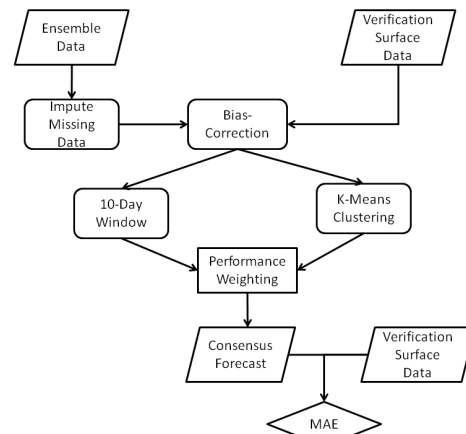 Ensemble
Data
Verification
Surface
Data
Impute
Missing
Data
Bias-
Correction
10-Day
Window
K-Means
Clustering
Performance
Weighting
Consensus
Forecast
Verification
Surface
Data
MAE